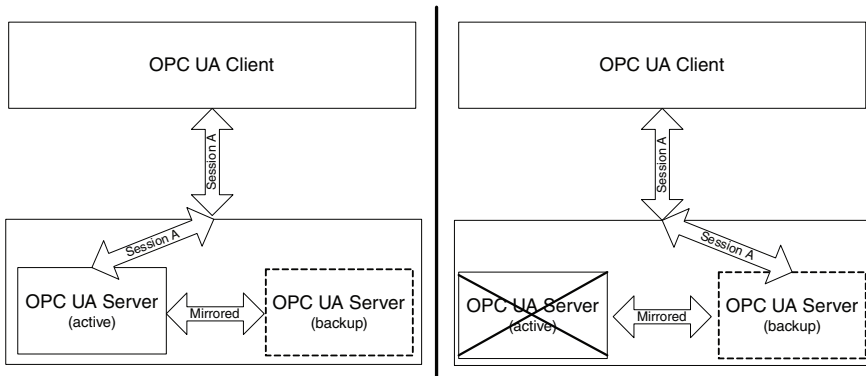 OPC UA Client
Session A
Session A
OPC UA Server
(active)
Mirrored
OPC UA Server
(backup)
OPC UA Client
Session A
Session A
OPC UA Server
(active)
Mirrored
OPC UA Server
(backup)